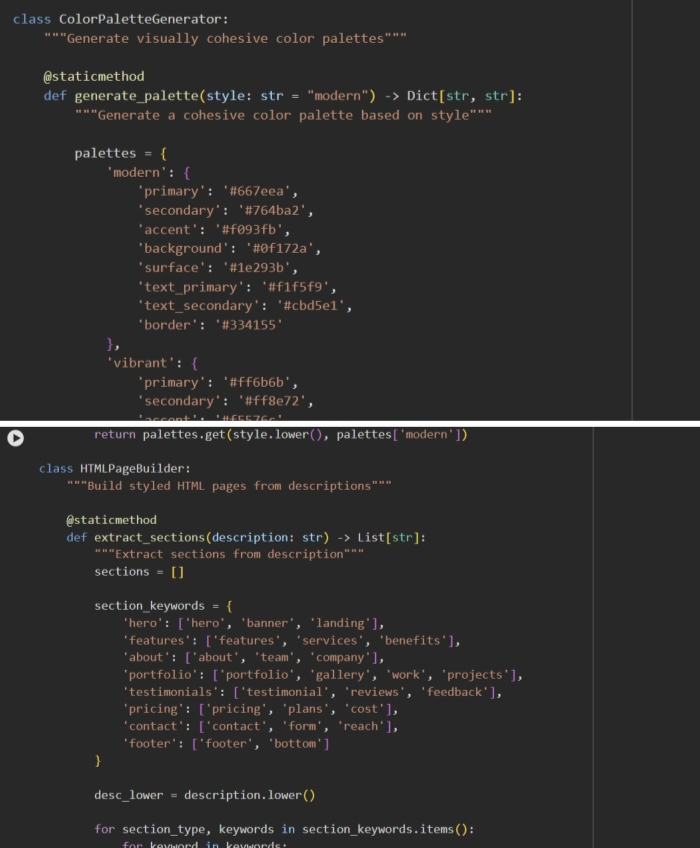 class ColorPaletteGenerator:
    """Generate visually cohesive color palettes"""

    @staticmethod
    def generate_palette(style: str = "modern") -> Dict[str, str]:
        """Generate a cohesive color palette based on style"""

        palettes = {
            'modern': {
                'primary': '#667eea',
                'secondary': '#764ba2',
                'accent': '#f093fb',
                'background': '#0f172a',
                'surface': '#1e293b',
                'text_primary': '#f1f5f9',
                'text_secondary': '#cbd5e1',
                'border': '#334155'
            },
            'vibrant': {
                'primary': '#ff6b6b',
                'secondary': '#ff8e72',
                'accent': '#f5576c',
        return palettes.get(style.lower(), palettes['modern'])

class HTMLPageBuilder:
    """Build styled HTML pages from descriptions"""

    @staticmethod
    def extract_sections(description: str) -> List[str]:
        """Extract sections from description"""
        sections = []

        section_keywords = {
            'hero': ['hero', 'banner', 'landing'],
            'features': ['features', 'services', 'benefits'],
            'about': ['about', 'team', 'company'],
            'portfolio': ['portfolio', 'gallery', 'work', 'projects'],
            'testimonials': ['testimonial', 'reviews', 'feedback'],
            'pricing': ['pricing', 'plans', 'cost'],
            'contact': ['contact', 'form', 'reach'],
            'footer': ['footer', 'bottom']
        }

        desc_lower = description.lower()

        for section_type, keywords in section_keywords.items():
            for keyword in keywords: